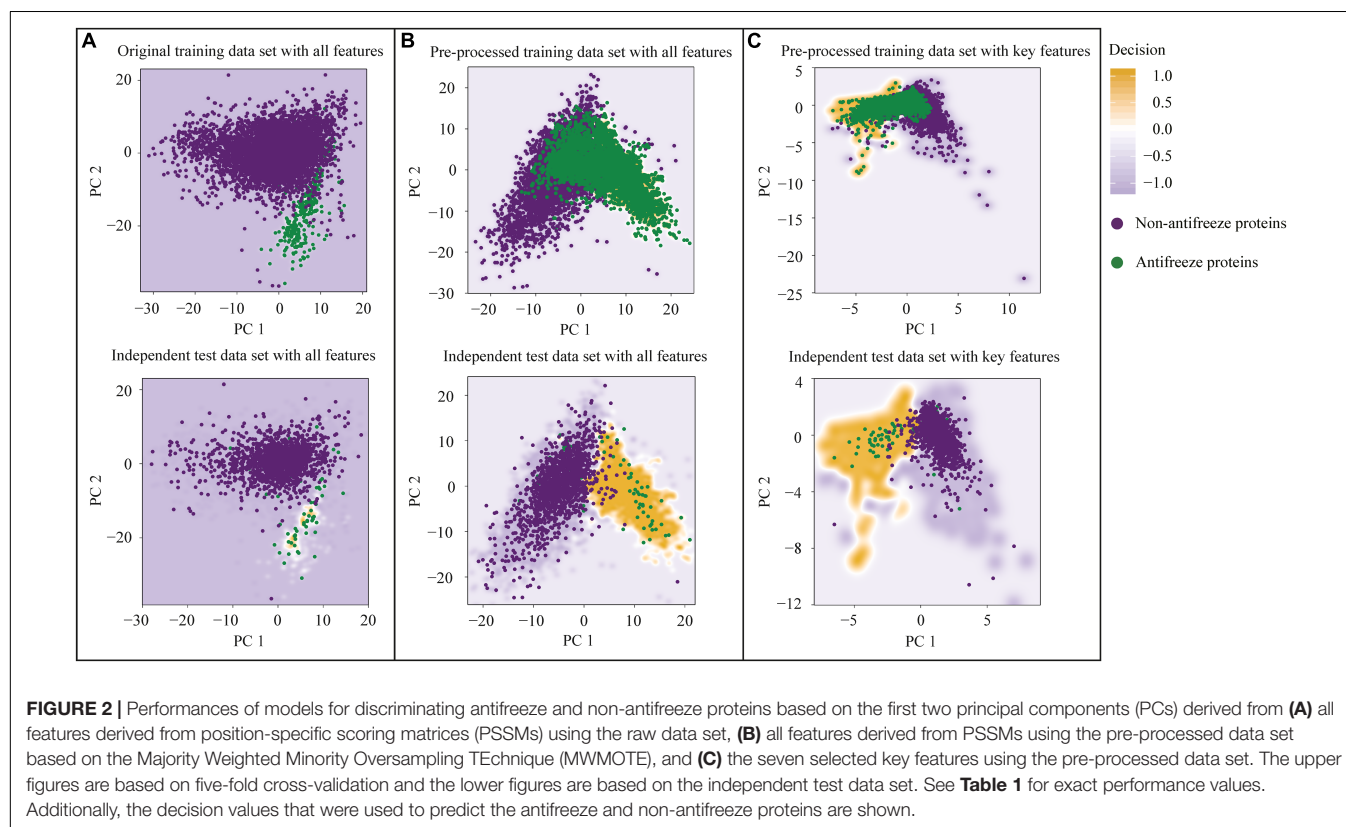 A
Original training data set with all features
20
0
−20
PC 2
−30
−20
−10
0
10
20
PC 1
Independent test data set with all features
20
0
−20
PC 2
−30
−20
−10
0
10
20
PC 1
B
Pre-processed training data set with all features
20
10
0
−10
−20
−30
PC 2
−20
−10
0
10
20
PC 1
Independent test data set with all features
20
10
0
−10
−20
PC 2
−20
−10
0
10
20
PC 1
C
Pre-processed training data set with key features
5
0
−5
−10
−15
−20
−25
PC 2
−5
0
5
10
PC 1
Independent test data set with key features
4
0
−4
−8
−12
PC 2
−5
0
5
PC 1
Decision
1.0
0.5
0.0
−0.5
−1.0
Non-antifreeze proteins
Antifreeze proteins
FIGURE 2 | Performances of models for discriminating antifreeze and non-antifreeze proteins based on the first two principal components (PCs) derived from (A) all
features derived from position-specific scoring matrices (PSSMs) using the raw data set, (B) all features derived from PSSMs using the pre-processed data set
based on the Majority Weighted Minority Oversampling TEchnique (MWMOTE), and (C) the seven selected key features using the pre-processed data set. The upper
figures are based on five-fold cross-validation and the lower figures are based on the independent test data set. See Table 1 for exact performance values.
Additionally, the decision values that were used to predict the antifreeze and non-antifreeze proteins are shown.